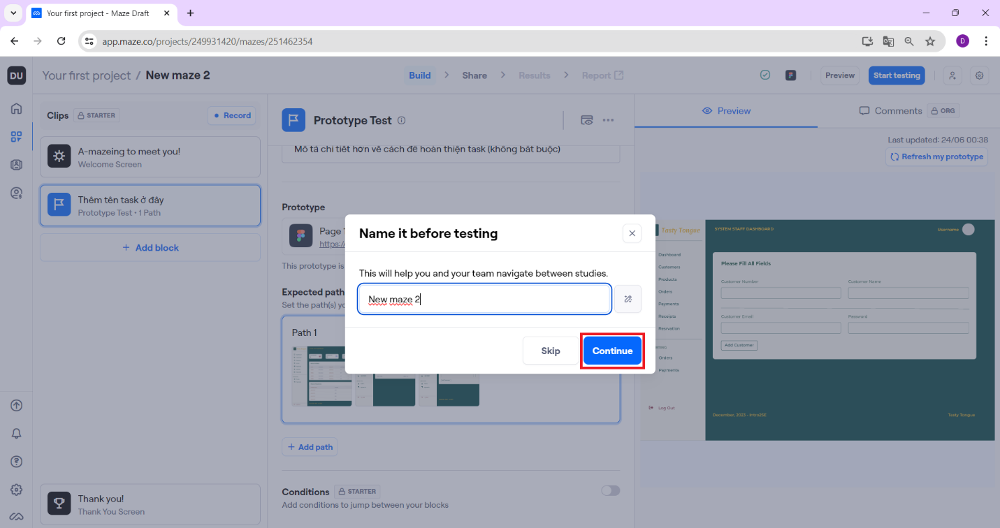 Your first project - Maze Draft
app.maze.co/projects/249931420/mazes/251462354
D
DU
Your first project / New maze 2
Build
Share
Results
Report
Preview
Start testing
Clips
STARTER
Record
A-mazeing to meet you!
Welcome Screen
Thêm tên task ở đây
Prototype Test • 1 Path
+ Add block
Thank you!
Thank You Screen
Prototype Test
Mô tả chi tiết hơn về cách để hoàn thiện task (không bắt buộc)
Prototype
Page
https:/
This prototype is
Expected path
Set the path(s)
Path 1
+ Add path
Conditions
STARTER
Add conditions to jump between your blocks
Name it before testing
This will help you and your team navigate between studies.
New maze 2
Skip
Continue
Preview
Comments
ORG
Last updated: 24/06 00:38
Refresh my prototype
Tasty Tongue
Dashboard
Customers
Products
Orders
Payments
Receipts
Orders
Payments
Log Out
SYSTEM STAFF DASHBOARD
Username
Please Fill All Fields
Customer Number
Customer Name
Customer Email
Password
Add Customer
December, 2023 - Intro2SE
Tasty Tongue